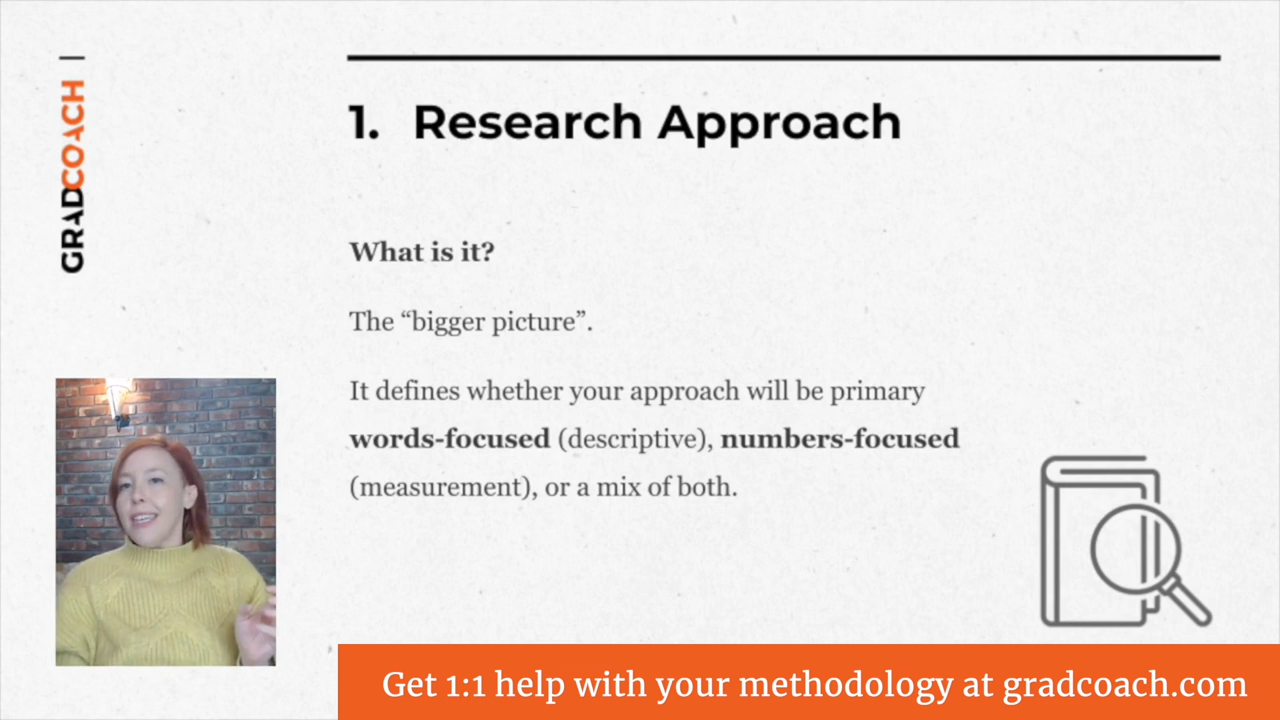 GRADCOACH
1. Research Approach
What is it?
The “bigger picture”.
It defines whether your approach will be primary
words-focused (descriptive), numbers-focused
(measurement), or a mix of both.
Get 1:1 help with your methodology at gradcoach.com